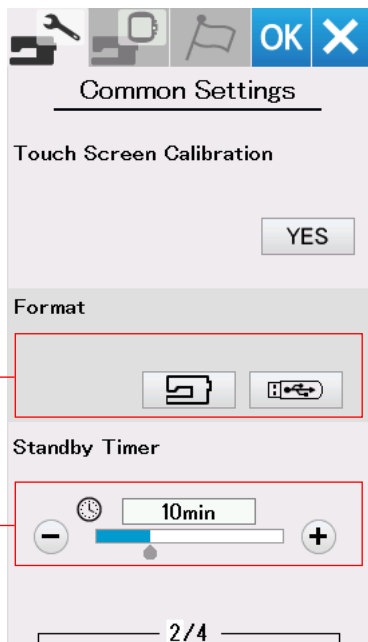 OK
Common Settings
Touch Screen Calibration
YES
Format
Standby Timer
10min
2/4